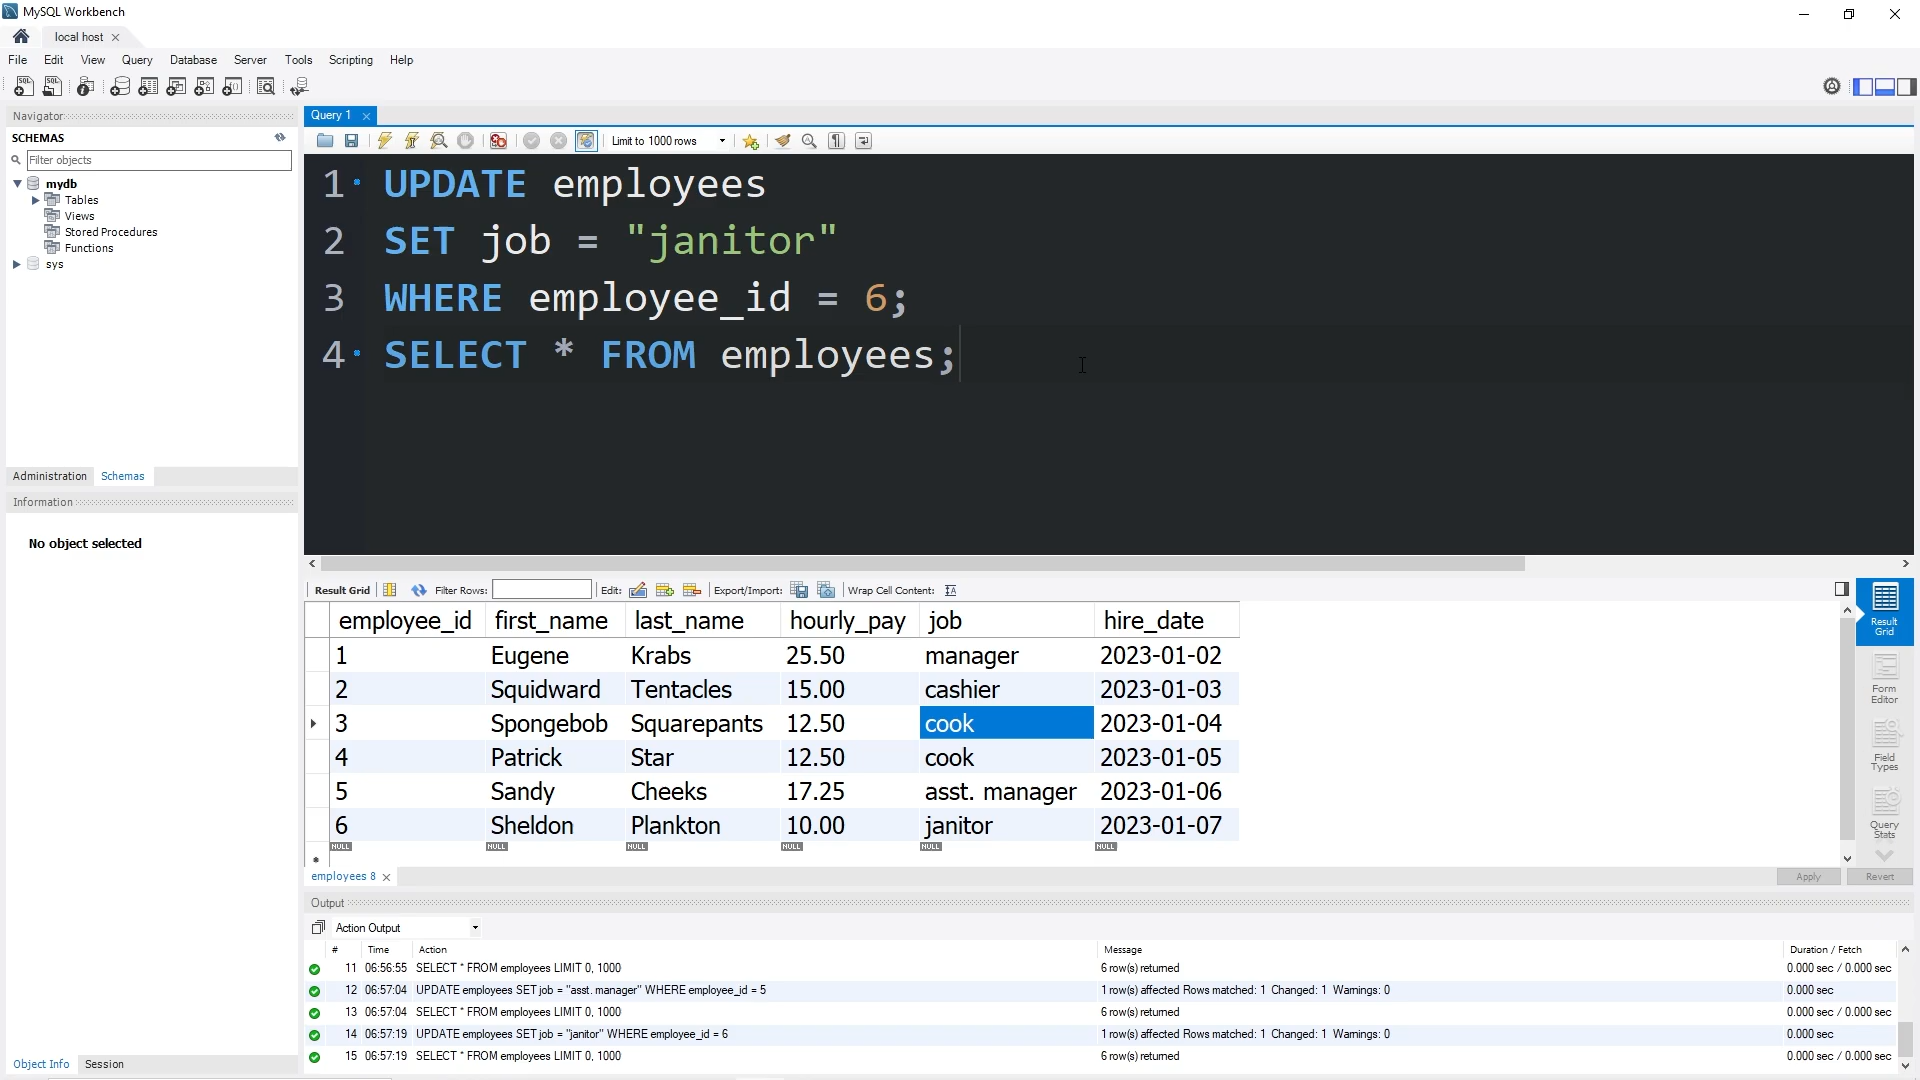 MySQL Workbench
local host
File Edit View Query Database Server Tools Scripting Help
Navigator
SCHEMAS
Filter objects
mydb
Tables
Views
Stored Procedures
Functions
sys
Administration Schemas
Information
No object selected
Object Info Session
Query 1
Limit to 1000 rows
1 UPDATE employees
2 SET job = "janitor"
3 WHERE employee_id = 6;
4 SELECT * FROM employees;
Result Grid Filter Rows: Edit: Export/Import: Wrap Cell Content:
employee_id first_name last_name hourly_pay job hire_date
1 Eugene Krabs 25.50 manager 2023-01-02
2 Squidward Tentacles 15.00 cashier 2023-01-03
3 Spongebob Squarepants 12.50 cook 2023-01-04
4 Patrick Star 12.50 cook 2023-01-05
5 Sandy Cheeks 17.25 asst. manager 2023-01-06
6 Sheldon Plankton 10.00 janitor 2023-01-07
NULL NULL NULL NULL NULL NULL
Result
Grid
Form
Editor
Field
Types
Query
Stats
employees 8
Apply Revert
Output
Action Output
# Time Action Message Duration / Fetch
11 06:56:55 SELECT * FROM employees LIMIT 0, 1000 6 row(s) returned 0.000 sec / 0.000 sec
12 06:57:04 UPDATE employees SET job = "asst. manager" WHERE employee_id = 5 1 row(s) affected Rows matched: 1 Changed: 1 Warnings: 0 0.000 sec
13 06:57:04 SELECT * FROM employees LIMIT 0, 1000 6 row(s) returned 0.000 sec / 0.000 sec
14 06:57:19 UPDATE employees SET job = "janitor" WHERE employee_id = 6 1 row(s) affected Rows matched: 1 Changed: 1 Warnings: 0 0.000 sec
15 06:57:19 SELECT * FROM employees LIMIT 0, 1000 6 row(s) returned 0.000 sec / 0.000 sec